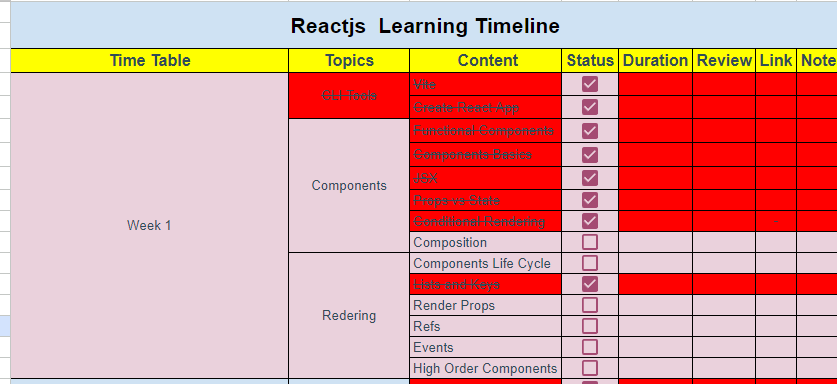 Reactjs Learning Timeline
Time Table Topics Content Status Duration Review Link Note
Week 1
CLI Tools
Vite
Create React App
Components
Functional Components
Components Basics
JSX
Props vs State
Conditional Rendering
Composition
Redering
Components Life Cycle
Lists and Keys
Render Props
Refs
Events
High Order Components